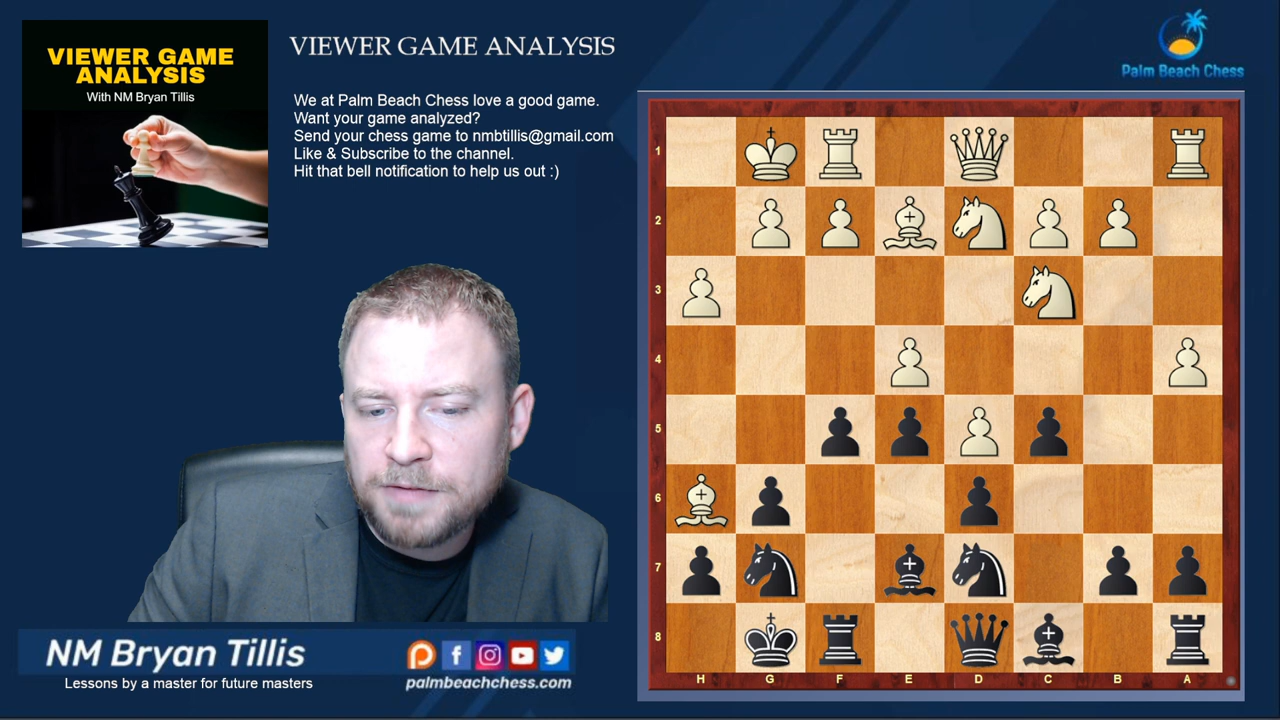 VIEWER GAME
ANALYSIS
With NM Bryan Tillis
VIEWER GAME ANALYSIS
We at Palm Beach Chess love a good game.
Want your game analyzed?
Send your chess game to nmbtillis@gmail.com
Like & Subscribe to the channel.
Hit that bell notification to help us out :)
Palm Beach Chess
1
2
3
4
5
6
7
8
H G F E D C B A
NM Bryan Tillis
Lessons by a master for future masters
palmbeachchess.com